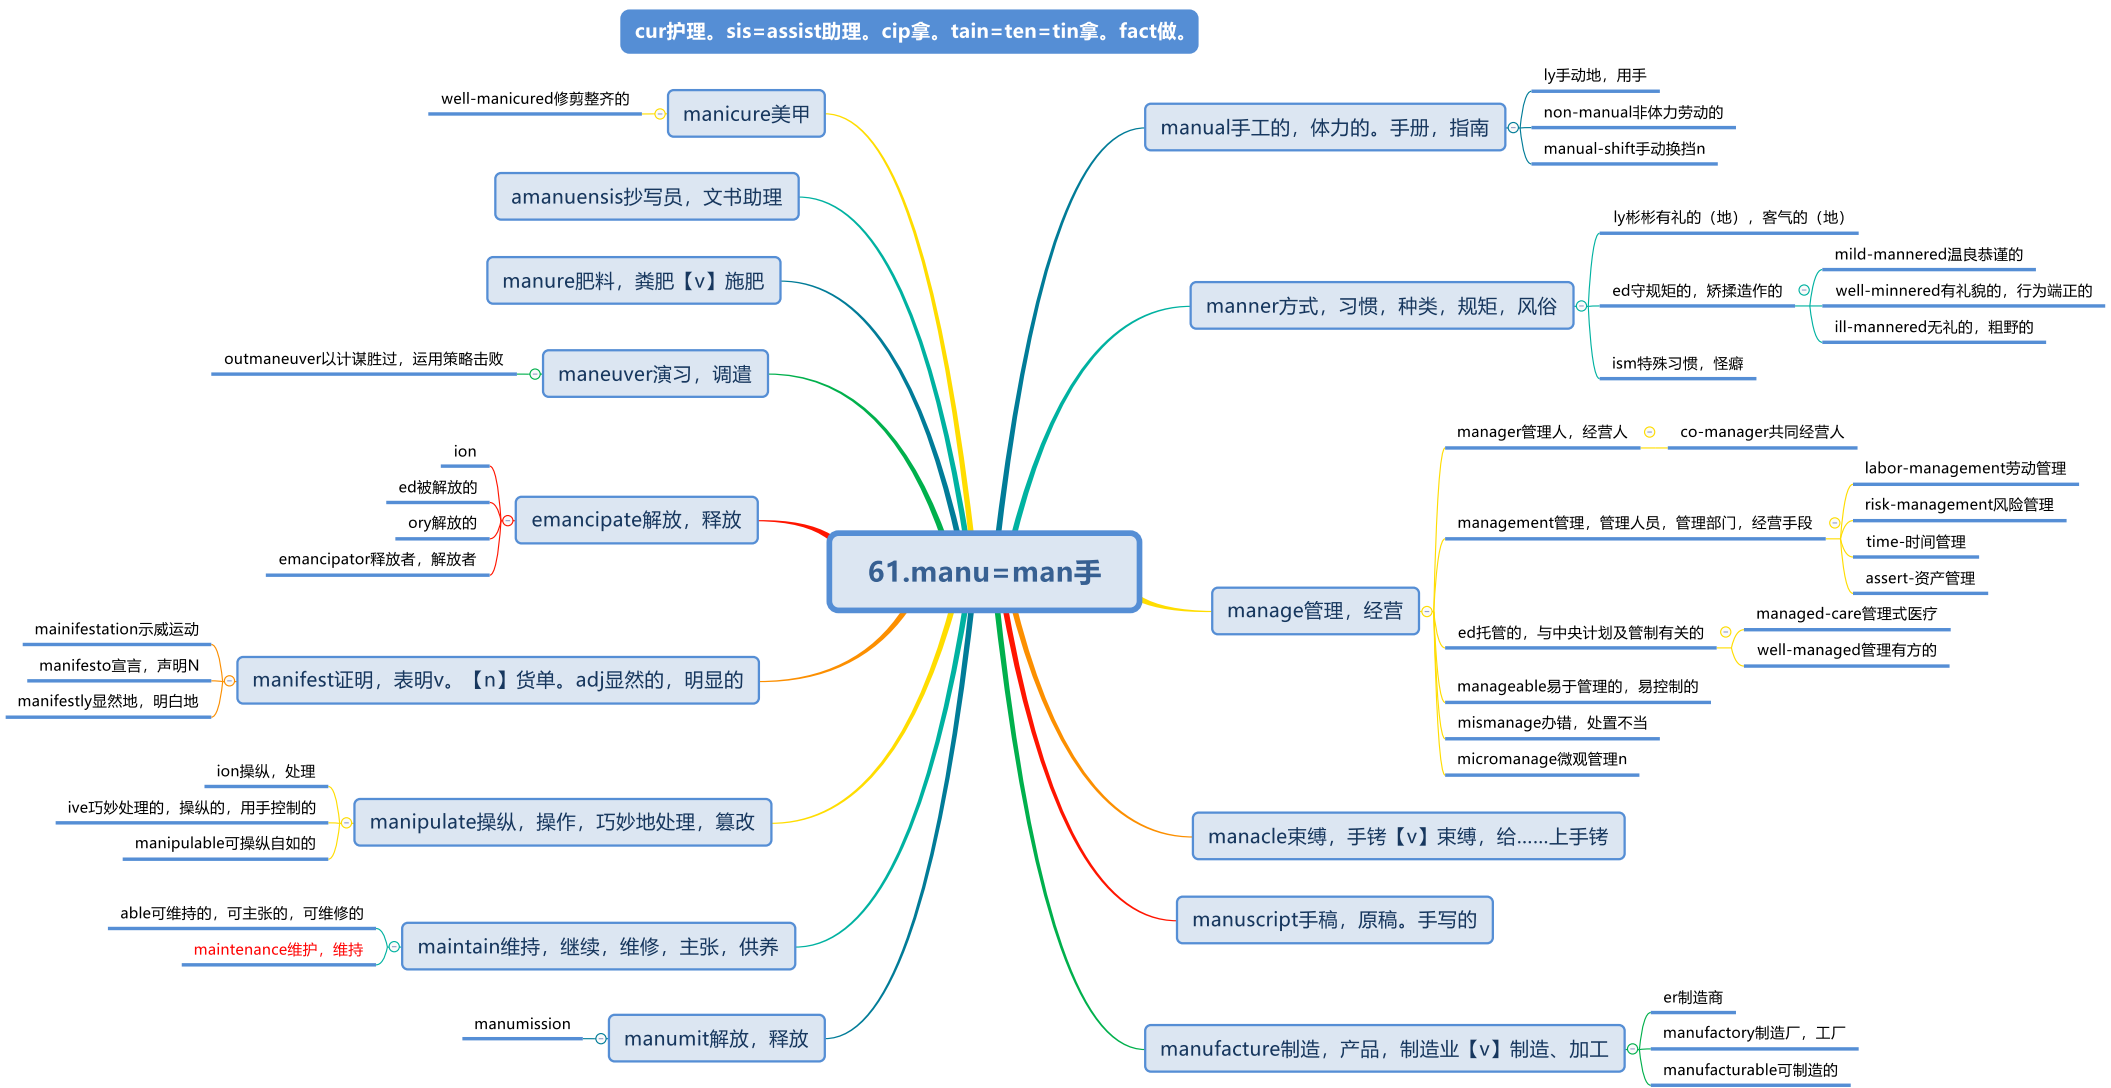 cur护理。sis=assist助理。cip拿。tain=ten=tin拿。fact做。
61.manu=man手
manual手工的，体力的。手册，指南
ly手动地，用手
non-manual非体力劳动的
manual-shift手动换挡n
manner方式，习惯，种类，规矩，风俗
ly彬彬有礼的（地），客气的（地）
ed守规矩的，矫揉造作的
mild-mannered温良恭谨的
well-minnered有礼貌的，行为端正的
ill-mannered无礼的，粗野的
ism特殊习惯，怪癖
manage管理，经营
manager管理人，经营人
co-manager共同经营人
management管理，管理人员，管理部门，经营手段
labor-management劳动管理
risk-management风险管理
time-时间管理
assert-资产管理
ed托管的，与中央计划及管制有关的
managed-care管理式医疗
well-managed管理有方的
manageable易于管理的，易控制的
mismanage办错，处置不当
micromanage微观管理n
manacle束缚，手铐【v】束缚，给……上手铐
manuscript手稿，原稿。手写的
manufacture制造，产品，制造业【v】制造、加工
er制造商
manufactory制造厂，工厂
manufacturable可制造的
manicure美甲
well-manicured修剪整齐的
amanuensis抄写员，文书助理
manure肥料，粪肥【v】施肥
maneuver演习，调遣
outmaneuver以计谋胜过，运用策略击败
emancipate解放，释放
ion
ed被解放的
ory解放的
emancipator释放者，解放者
manifest证明，表明v。【n】货单。adj显然的，明显的
mainifestation示威运动
manifesto宣言，声明N
manifestly显然地，明白地
manipulate操纵，操作，巧妙地处理，篡改
ion操纵，处理
ive巧妙处理的，操纵的，用手控制的
manipulable可操纵自如的
maintain维持，继续，维修，主张，供养
able可维持的，可主张的，可维修的
maintenance维护，维持
manumit解放，释放
manumission